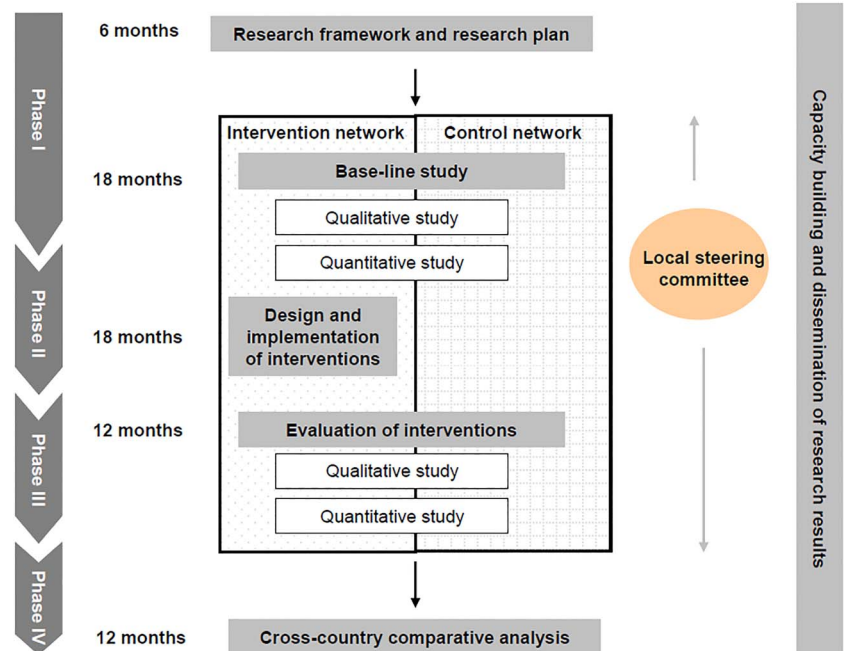 6 months
Research framework and research plan
Phase I
Intervention network
Control network
18 months
Base-line study
Qualitative study
Quantitative study
Local steering
committee
Phase II
18 months
Design and
implementation
of interventions
12 months
Evaluation of interventions
Phase III
Qualitative study
Quantitative study
Phase IV
12 months
Cross-country comparative analysis
Capacity building and dissemination of research results